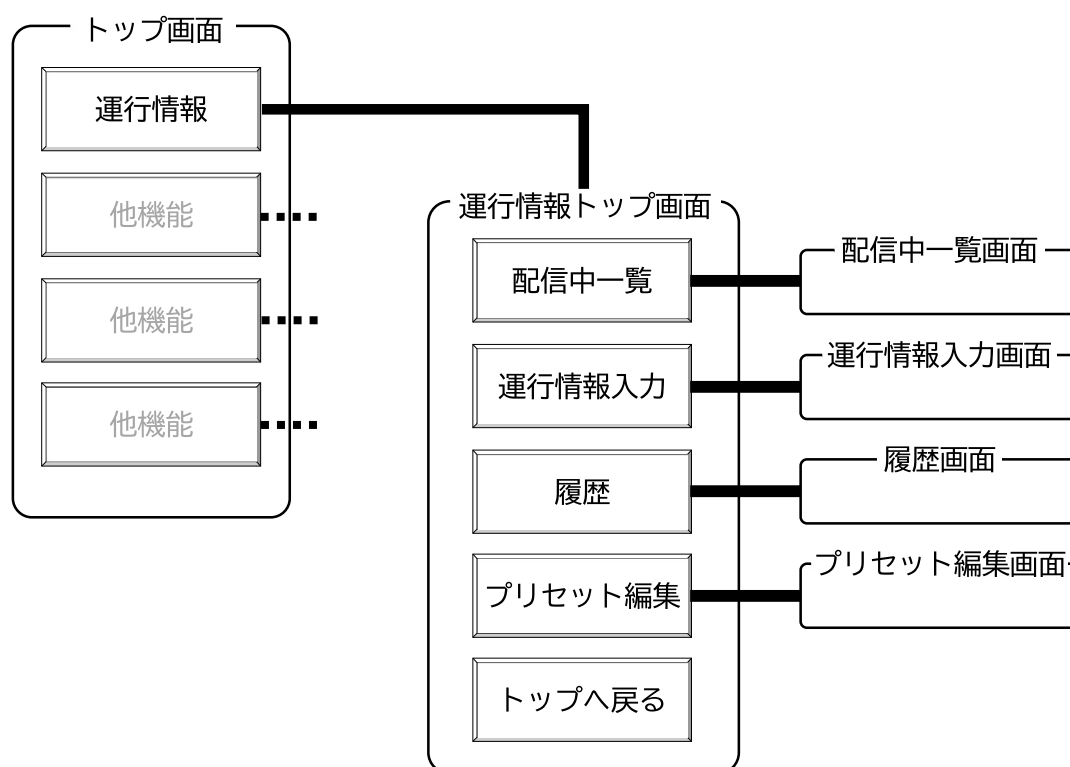 トップ画面
運行情報
他機能
他機能
他機能
運行情報トップ画面
配信中一覧
運行情報入力
履歴
プリセット編集
トップへ戻る
配信中一覧画面
運行情報入力画面
履歴画面
プリセット編集画面